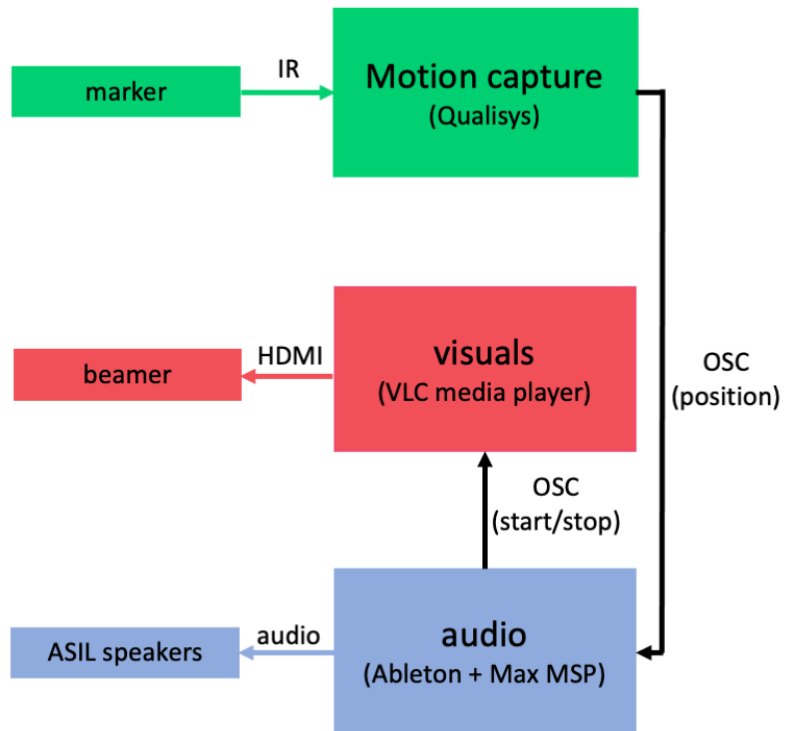 IR
marker
Motion capture
(Qualisys)
HDMI
beamer
visuals
(VLC media player)
OSC
(position)
OSC
(start/stop)
audio
ASIL speakers
audio
(Ableton + Max MSP)